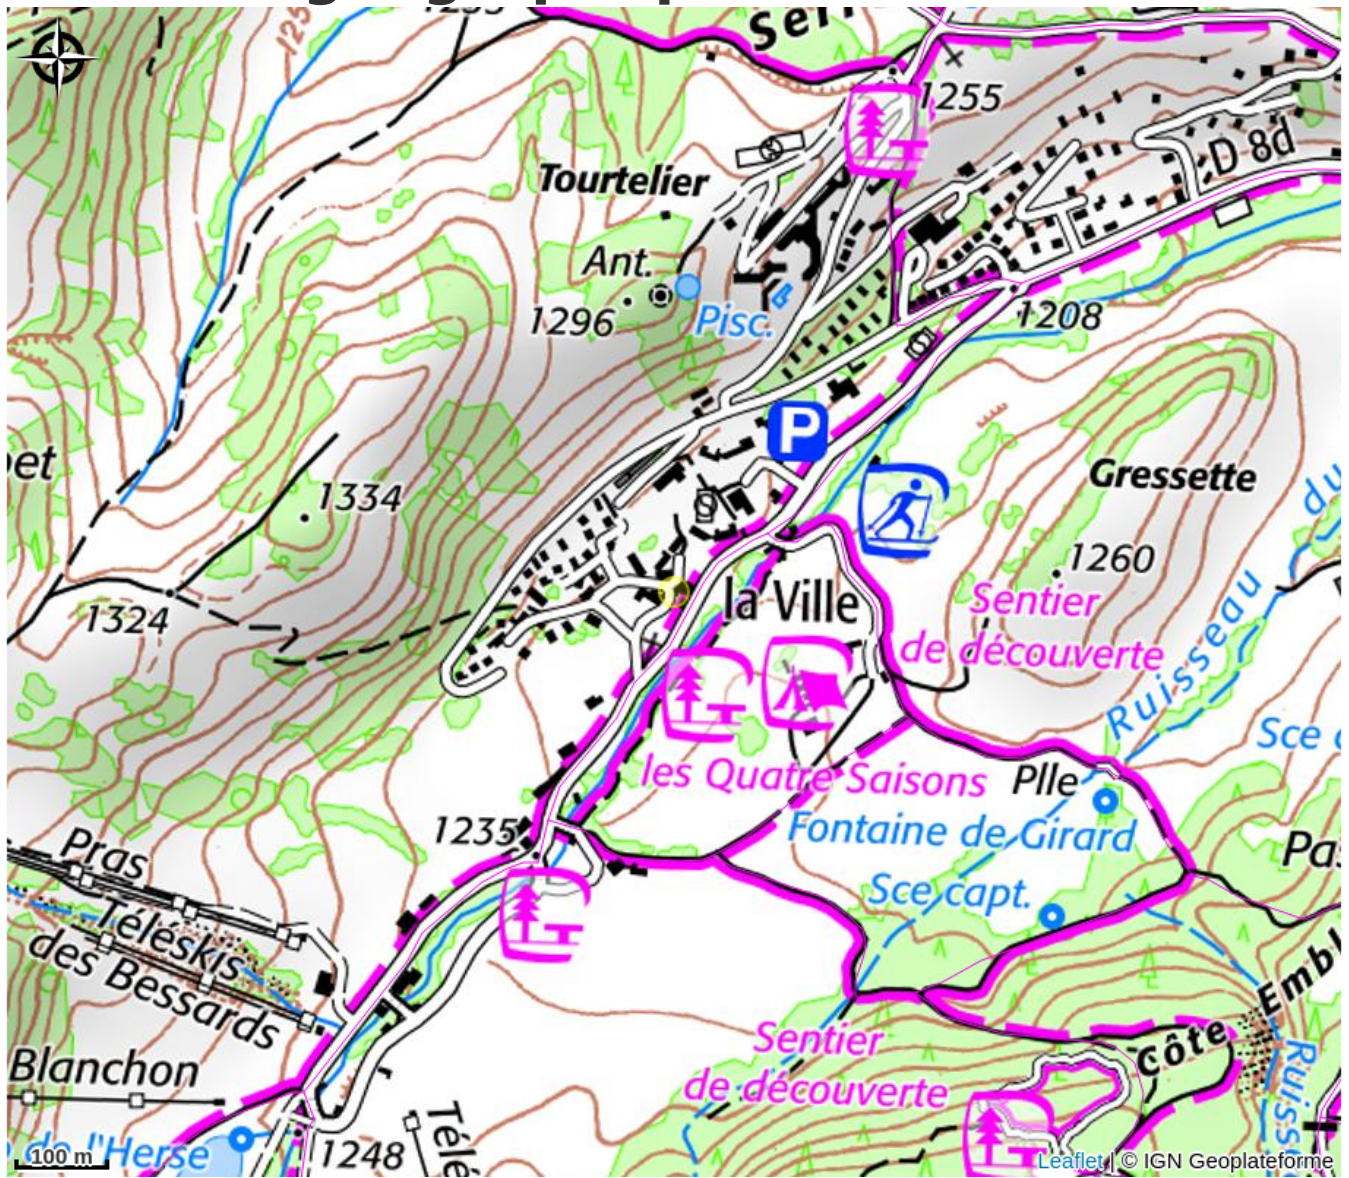 1255
Tourtelier
D 8d
Ant.
1296
Pisc.
1208
P
Gressette
1334
1260
1324
la Ville
Sentier
de découverte
Ruisseau
du
Sce
les Quatre Saisons
Plle
1235
Fontaine de Girard
Pras
Sce capt.
Téléskis
des Bessards
Sentier
de découverte
côte
Blanchon
de l'Herse
1248
100 m
Leaflet | © IGN Geoplateforme